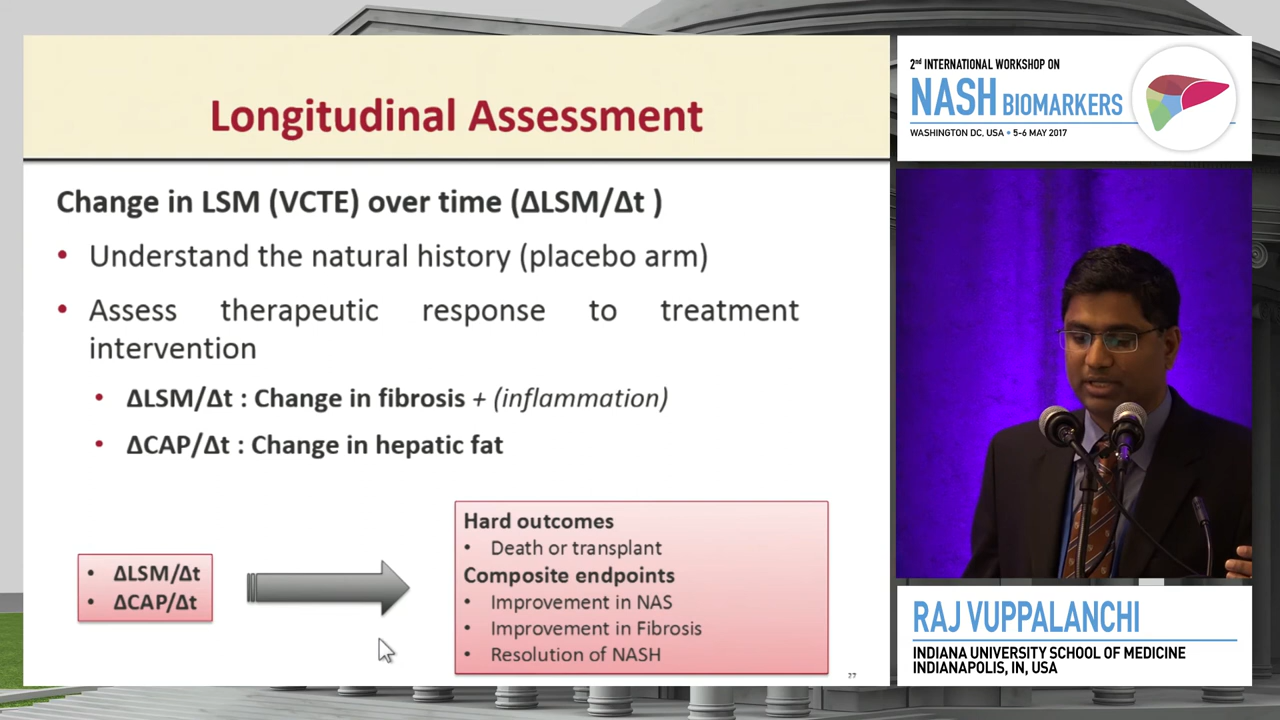 Longitudinal Assessment
Change in LSM (VCTE) over time (ΔLSM/Δt )
• Understand the natural history (placebo arm)
• Assess therapeutic response to treatment
intervention
• ΔLSM/Δt : Change in fibrosis + (inflammation)
• ΔCAP/Δt : Change in hepatic fat
• ΔLSM/Δt
• ΔCAP/Δt
Hard outcomes
• Death or transplant
Composite endpoints
• Improvement in NAS
• Improvement in Fibrosis
• Resolution of NASH
27
2nd INTERNATIONAL WORKSHOP ON
NASH BIOMARKERS
WASHINGTON DC, USA • 5-6 MAY 2017
RAJ VUPPALANCHI
INDIANA UNIVERSITY SCHOOL OF MEDICINE
INDIANAPOLIS, IN, USA